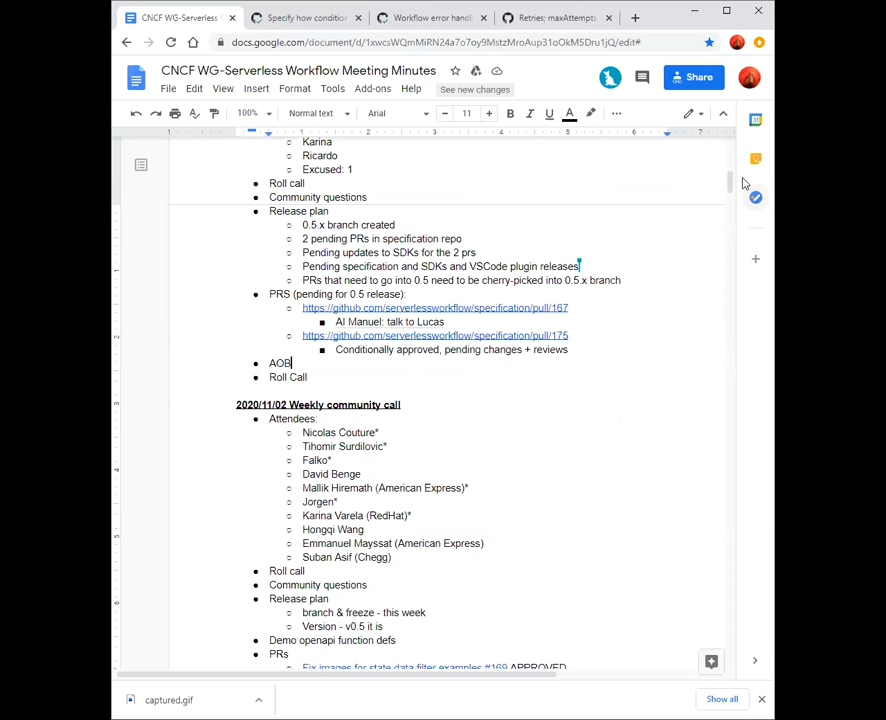 CNCF WG-Serverless
Specify how condition
Workflow error handl
Retries; maxAttempts
docs.google.com/document/d/1xwcsWQmMiRN24a7o7oy9MstzMroAup31oOkM5Dru1jQ/edit#
CNCF WG-Serverless Workflow Meeting Minutes
File Edit View Insert Format Tools Add-ons Help See new changes
Share
100% Normal text Arial 11 B I U A
1 1 2 3 4 5 6 7
Karina
Ricardo
Excused: 1
Roll call
Community questions
Release plan
0.5.x branch created
2 pending PRs in specification repo
Pending updates to SDKs for the 2 prs
Pending specification and SDKs and VSCode plugin releases
PRs that need to go into 0.5 need to be cherry-picked into 0.5.x branch
PRS (pending for 0.5 release):
https://github.com/serverlessworkflow/specification/pull/167
AI Manuel: talk to Lucas
https://github.com/serverlessworkflow/specification/pull/175
Conditionally approved, pending changes + reviews
AOB
Roll Call
2020/11/02 Weekly community call
Attendees:
Nicolas Couture*
Tihomir Surdilovic*
Falko*
David Benge
Mallik Hiremath (American Express)*
Jorgen*
Karina Varela (RedHat)*
Hongqi Wang
Emmanuel Mayssat (American Express)
Suban Asif (Chegg)
Roll call
Community questions
Release plan
branch & freeze - this week
Version - v0.5 it is
Demo openapi function defs
PRs
Fix images for state data filter examples #169 APPROVED
captured.gif
Show all